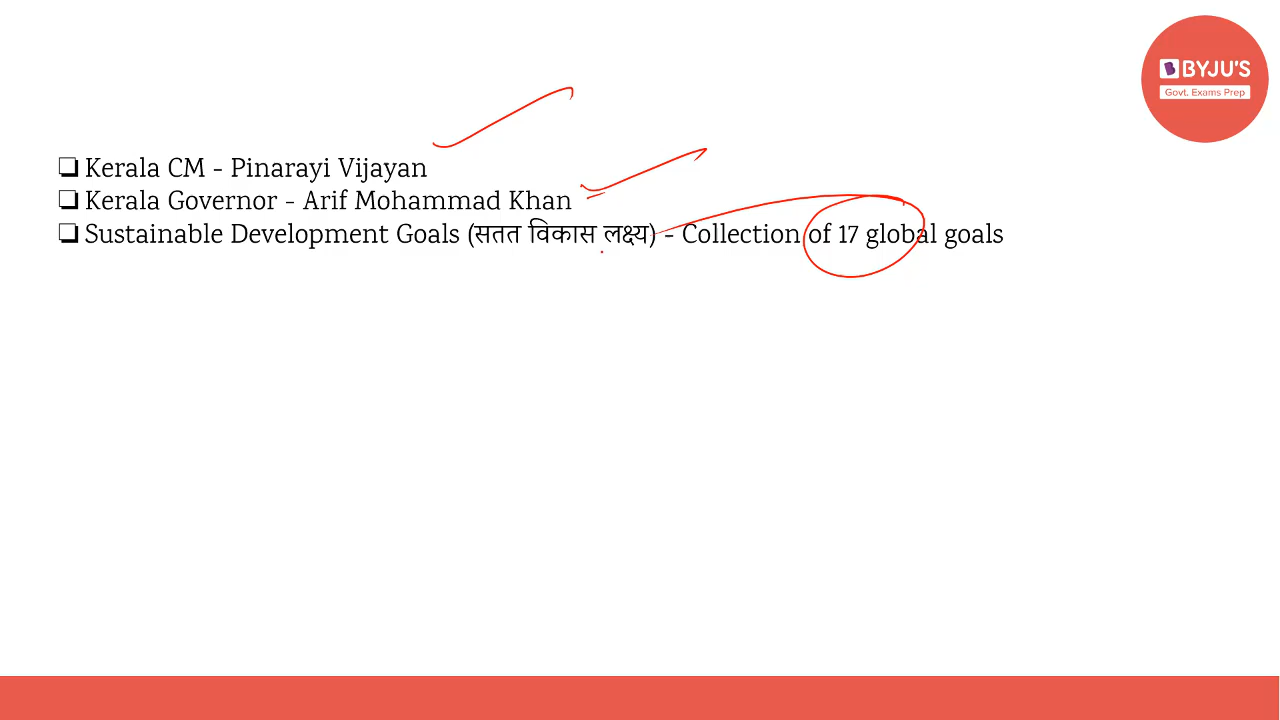 BYJU'S
Govt. Exams Prep
❑ Kerala CM - Pinarayi Vijayan
❑ Kerala Governor - Arif Mohammad Khan
❑ Sustainable Development Goals (सतत विकास लक्ष्य) - Collection of 17 global goals